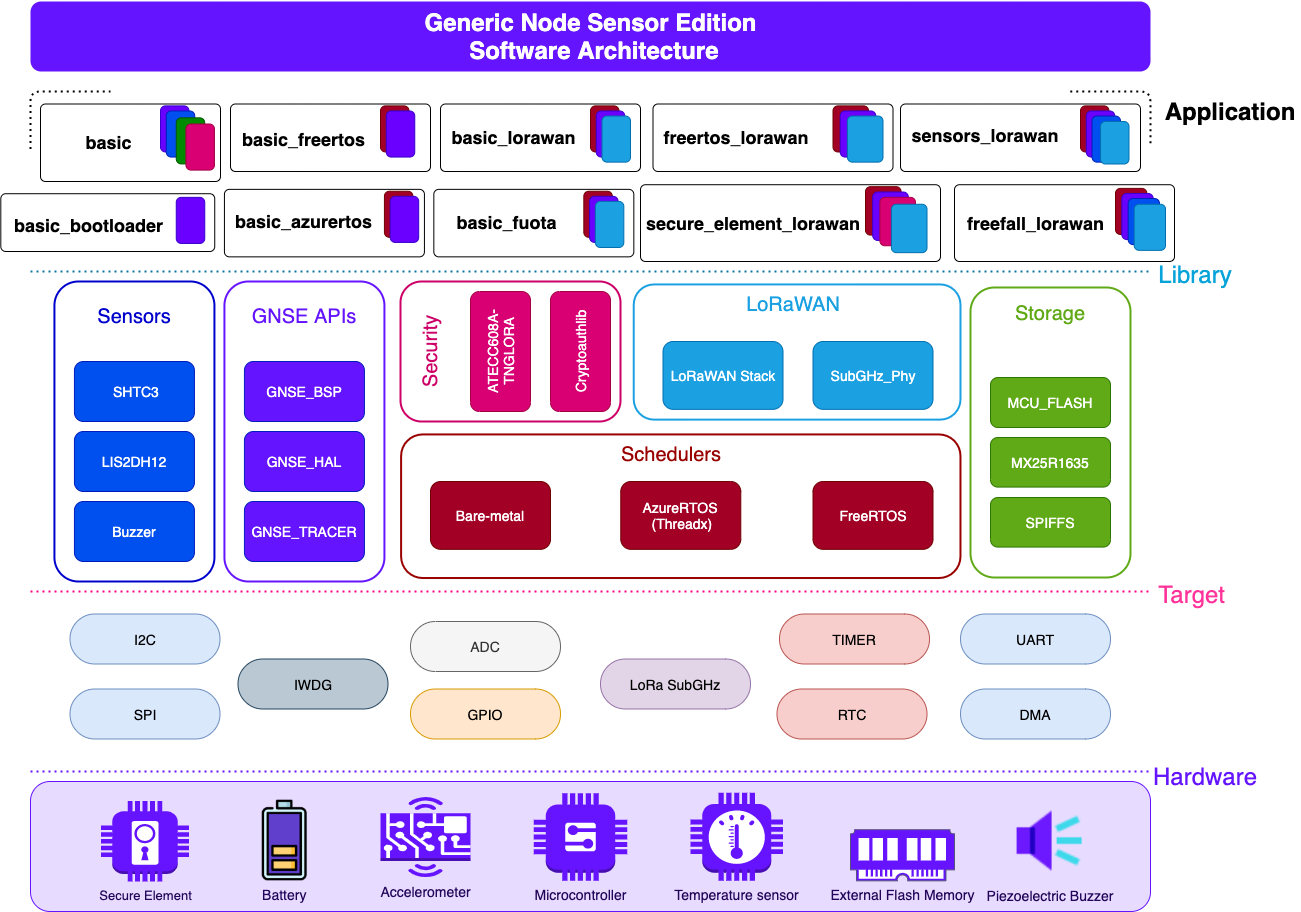 Generic Node Sensor Edition
Software Architecture
Application
basic
basic_freertos
basic_lorawan
freertos_lorawan
sensors_lorawan
basic_bootloader
basic_azurertos
basic_fuota
secure_element_lorawan
freefall_lorawan
Library
Sensors
SHTC3
LIS2DH12
Buzzer
GNSE APIs
GNSE_BSP
GNSE_HAL
GNSE_TRACER
Security
ATECC608A-
TNGLORA
Cryptoauthlib
LoRaWAN
LoRaWAN Stack
SubGHz_Phy
Schedulers
Bare-metal
AzureRTOS
(Threadx)
FreeRTOS
Storage
MCU_FLASH
MX25R1635
SPIFFS
Target
I2C
SPI
IWDG
ADC
GPIO
LoRa SubGHz
TIMER
RTC
UART
DMA
Hardware
Secure Element
Battery
Accelerometer
Microcontroller
Temperature sensor
External Flash Memory
Piezoelectric Buzzer